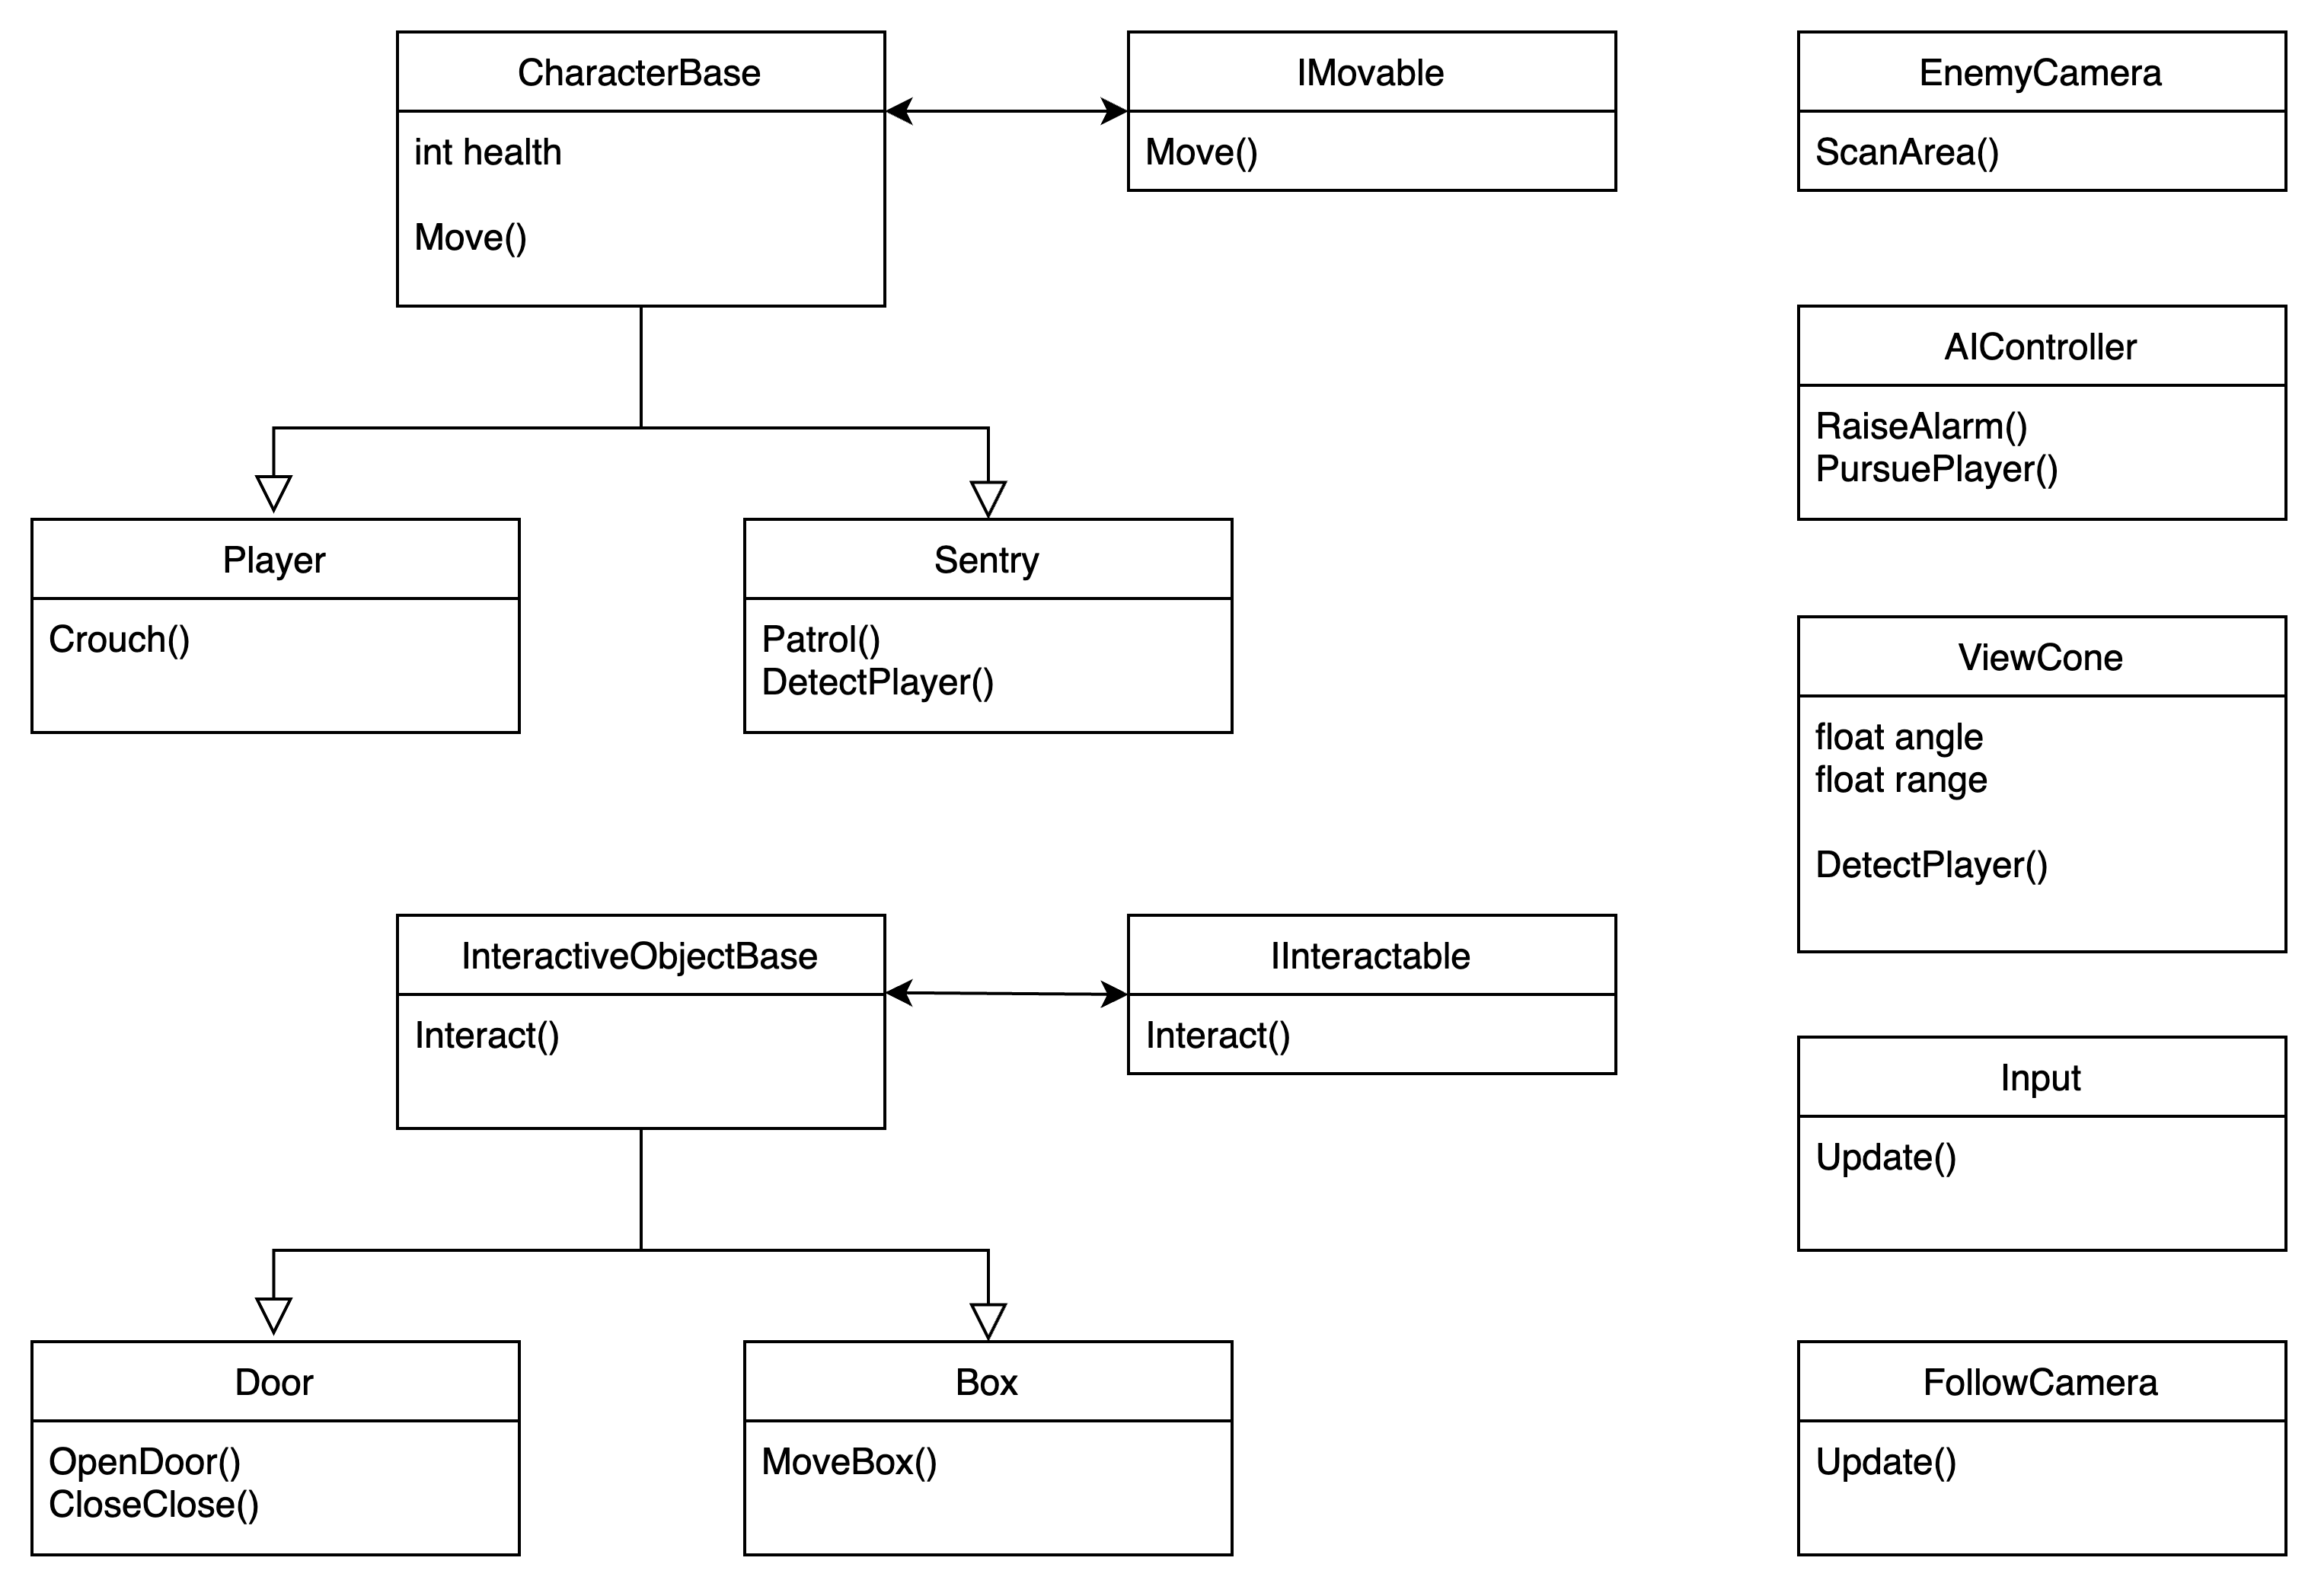 CharacterBase
int health
Move()
IMovable
Move()
Player
Crouch()
Sentry
Patrol()
DetectPlayer()
InteractiveObjectBase
Interact()
IInteractable
Interact()
Door
OpenDoor()
CloseClose()
Box
MoveBox()
EnemyCamera
ScanArea()
AIController
RaiseAlarm()
PursuePlayer()
ViewCone
float angle
float range
DetectPlayer()
Input
Update()
FollowCamera
Update()